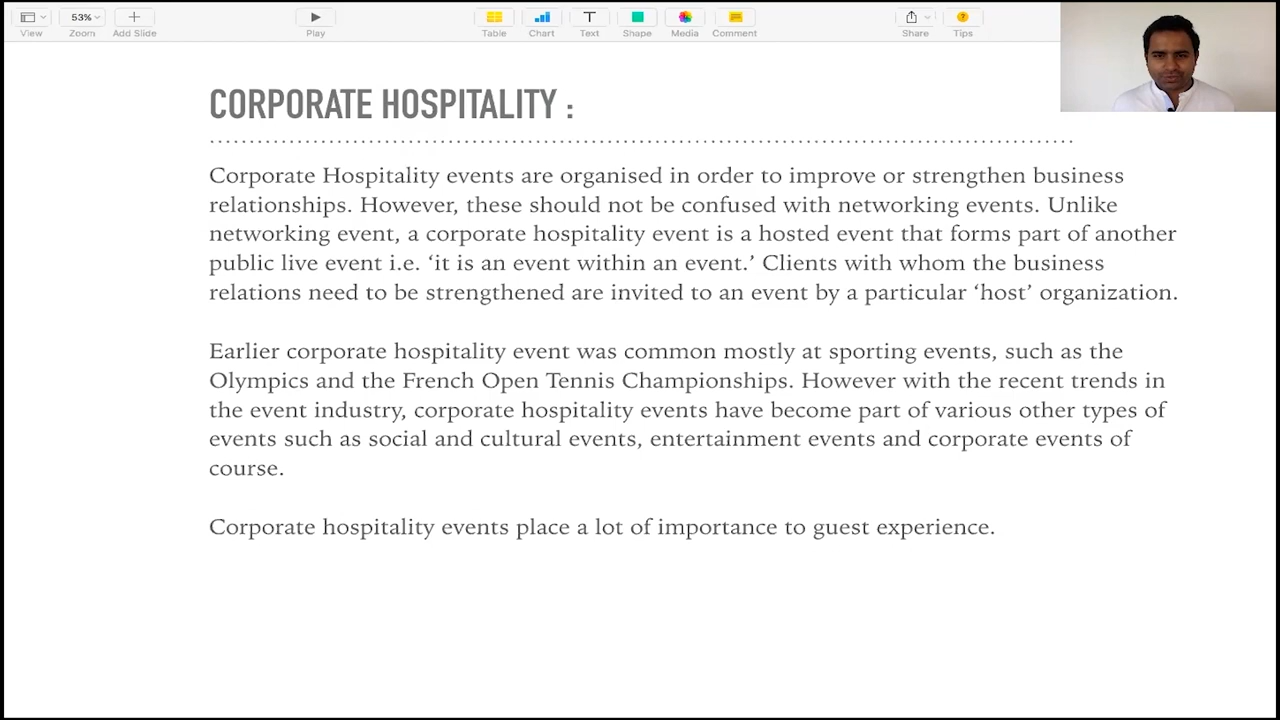 View
53%
Zoom
Add Slide
Play
Table
Chart
Text
Shape
Media
Comment
Share
Tips
CORPORATE HOSPITALITY :
Corporate Hospitality events are organised in order to improve or strengthen business
relationships. However, these should not be confused with networking events. Unlike
networking event, a corporate hospitality event is a hosted event that forms part of another
public live event i.e. ‘it is an event within an event.’ Clients with whom the business
relations need to be strengthened are invited to an event by a particular ‘host’ organization.
Earlier corporate hospitality event was common mostly at sporting events, such as the
Olympics and the French Open Tennis Championships. However with the recent trends in
the event industry, corporate hospitality events have become part of various other types of
events such as social and cultural events, entertainment events and corporate events of
course.
Corporate hospitality events place a lot of importance to guest experience.